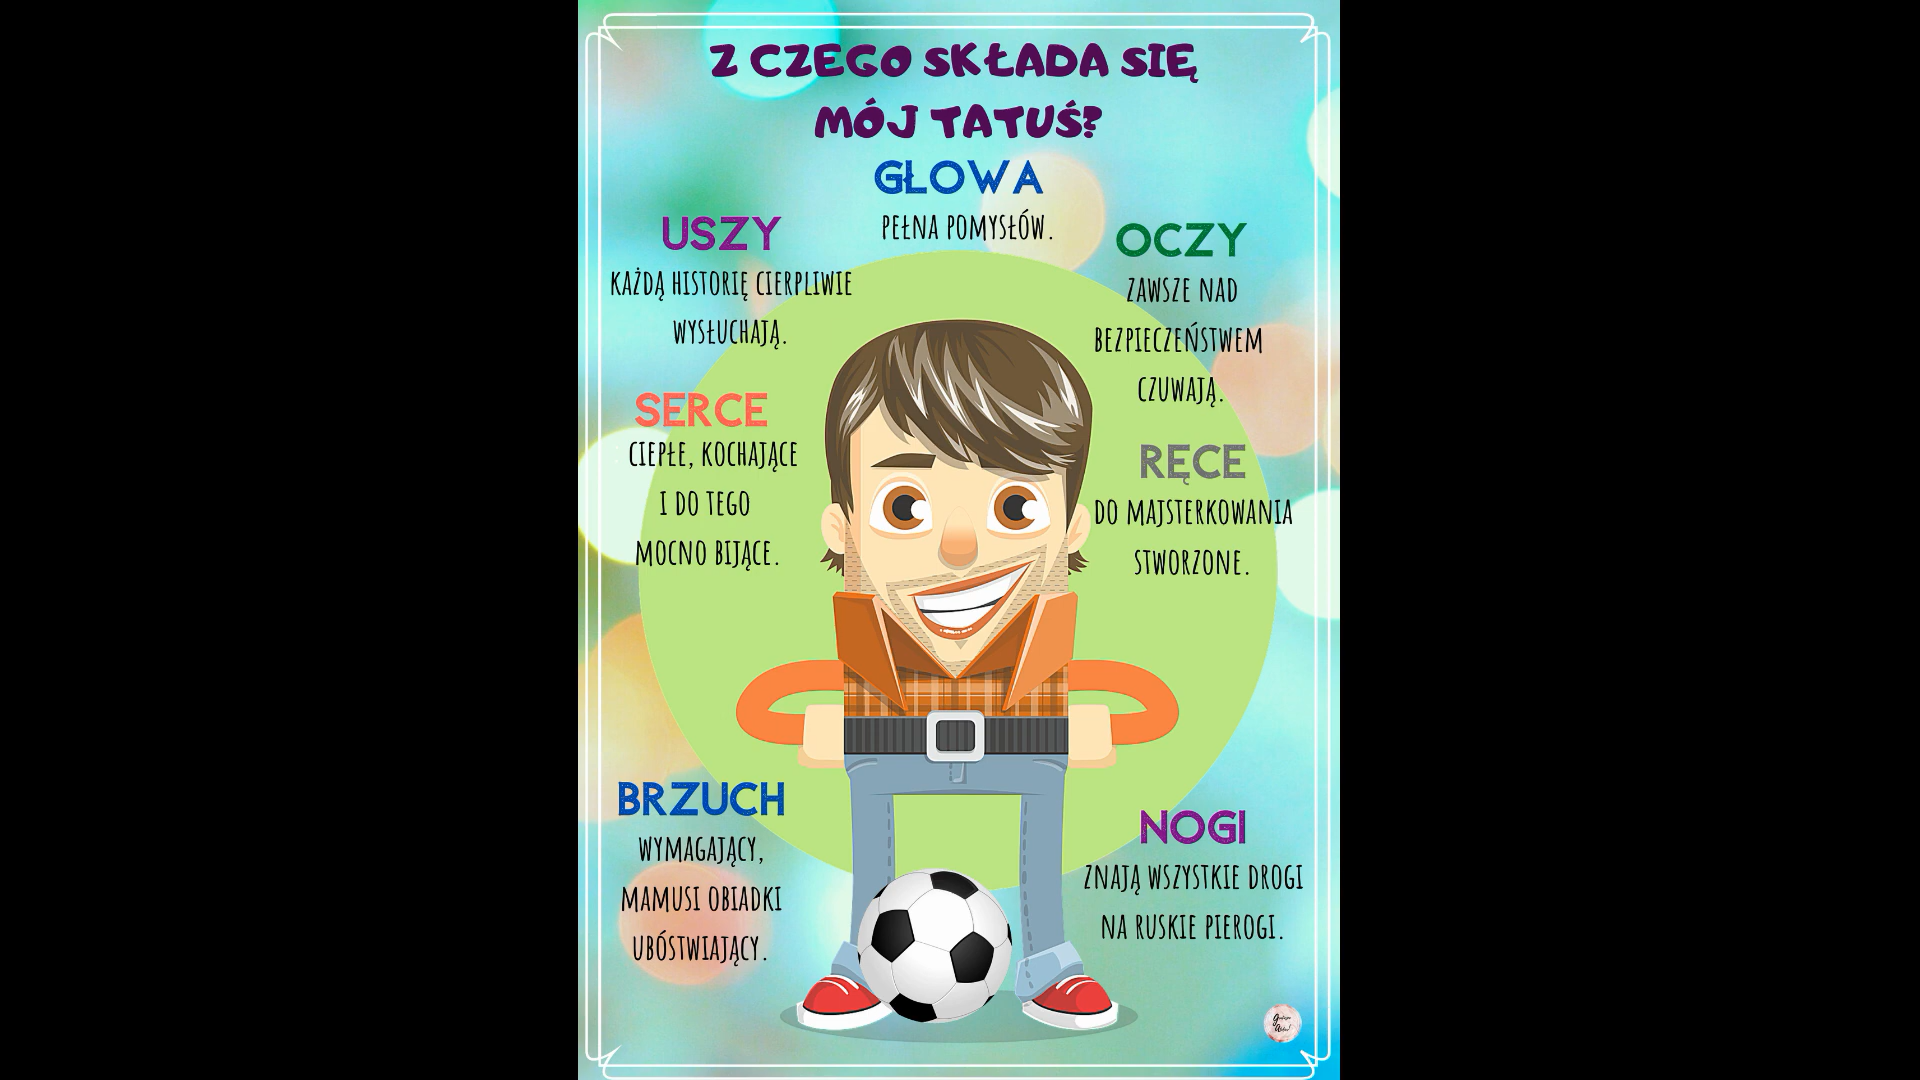 Z CZEGO SKŁADA SIĘ
MÓJ TATUŚ?
GŁOWA
PEŁNA POMYSŁÓW.
USZY
KAŻDĄ HISTORIĘ CIERPLIWIE
WYSŁUCHAJĄ.
OCZY
ZAWSZE NAD
BEZPIECZEŃSTWEM
CZUWAJĄ.
SERCE
CIEPŁE, KOCHAJĄCE
I DO TEGO
MOCNO BIJĄCE.
RĘCE
DO MAJSTERKOWANIA
STWORZONE.
BRZUCH
WYMAGAJĄCY,
MAMUSI OBIADKI
UBÓSTWIAJĄCY.
NOGI
ZNAJĄ WSZYSTKIE DROGI
NA RUSKIE PIEROGI.